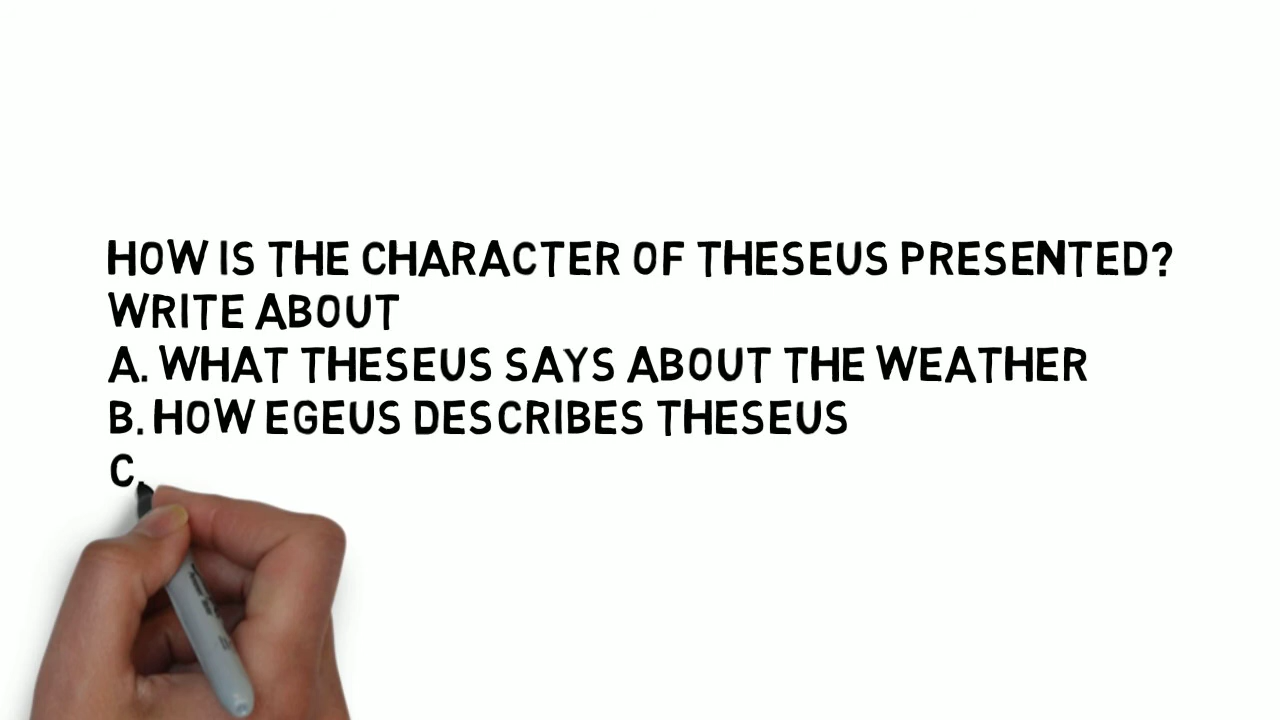 HOW IS THE CHARACTER OF THESEUS PRESENTED?
WRITE ABOUT
A. WHAT THESEUS SAYS ABOUT THE WEATHER
B. HOW EGEUS DESCRIBES THESEUS
C.